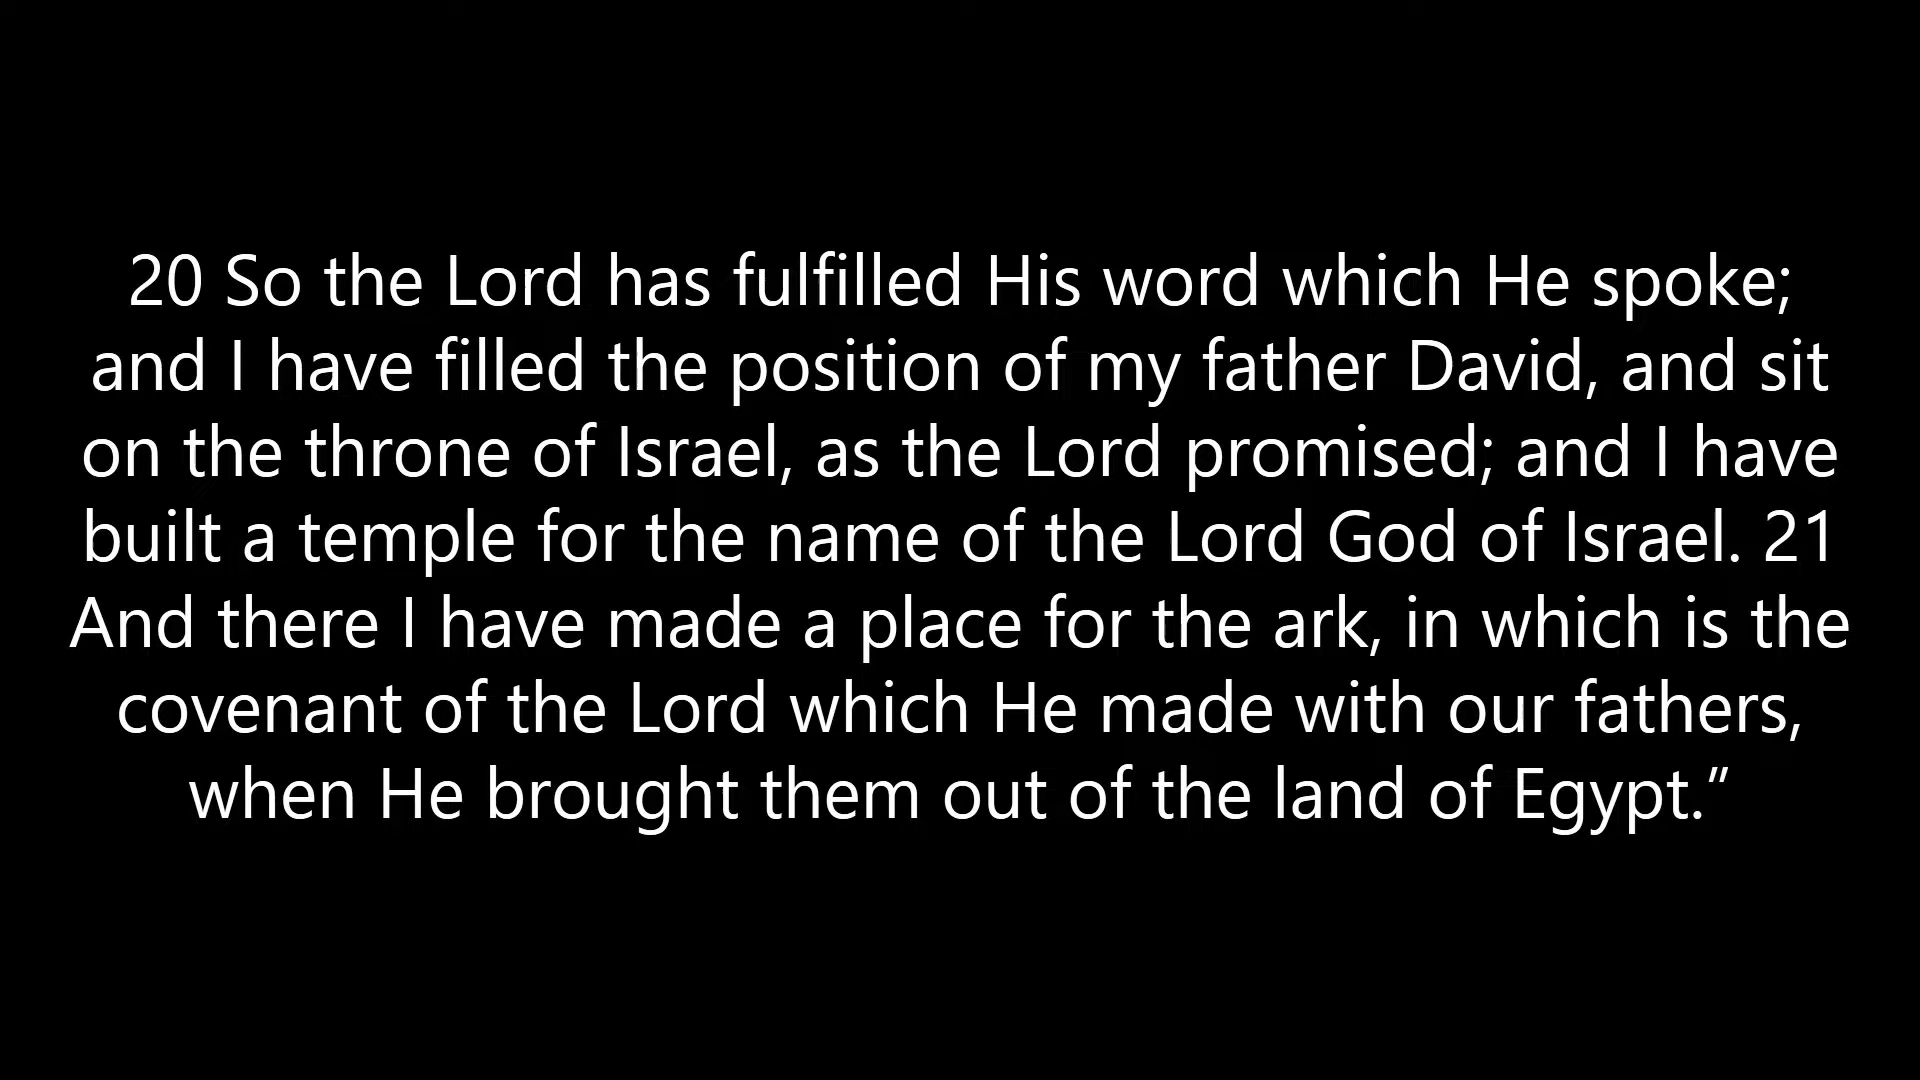 20 So the Lord has fulfilled His word which He spoke;
and I have filled the position of my father David, and sit
on the throne of Israel, as the Lord promised; and I have
built a temple for the name of the Lord God of Israel. 21
And there I have made a place for the ark, in which is the
covenant of the Lord which He made with our fathers,
when He brought them out of the land of Egypt.”